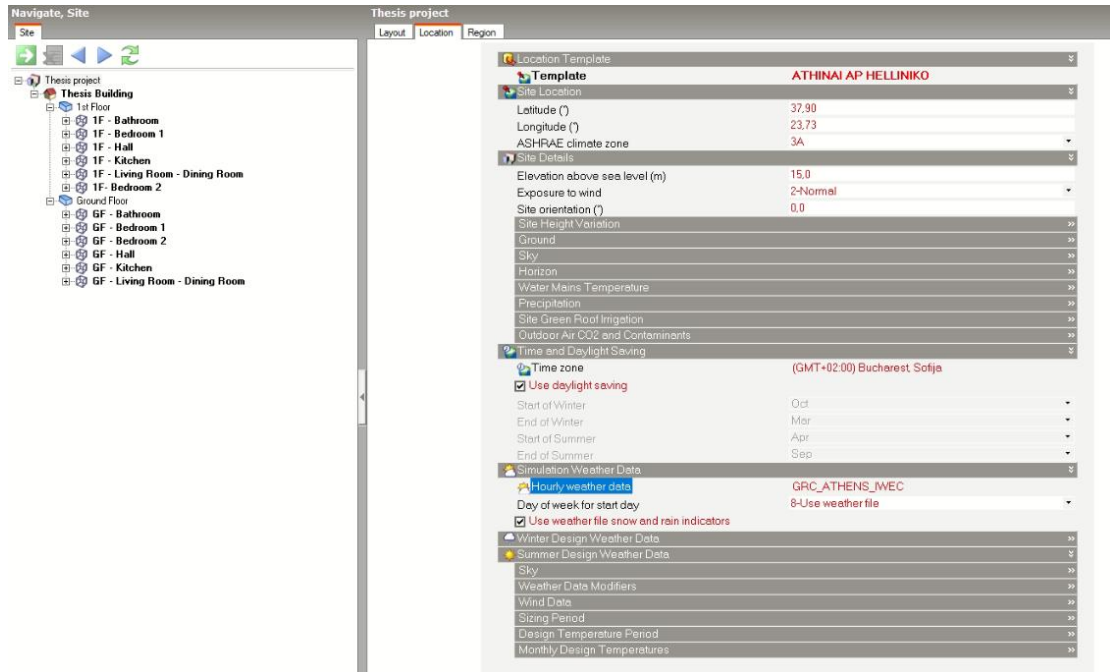 Navigate, Site
Site
Thesis project
Thesis Building
1st Floor
1F - Bathroom
1F - Bedroom 1
1F - Hall
1F - Kitchen
1F - Living Room - Dining Room
1F- Bedroom 2
Ground Floor
GF - Bathroom
GF - Bedroom 1
GF - Bedroom 2
GF - Hall
GF - Kitchen
GF - Living Room - Dining Room
Thesis project
Layout Location Region
Location Template
Template ATHINAI AP HELLINIKO
Site Location
Latitude (°) 37,90
Longitude (°) 23,73
ASHRAE climate zone 3A
Site Details
Elevation above sea level (m) 15,0
Exposure to wind 2-Normal
Site orientation (°) 0,0
Site Height Variation
Ground
Sky
Horizon
Water Mains Temperature
Precipitation
Site Green Roof Irrigation
Outdoor Air CO2 and Contaminants
Time and Daylight Saving
Time zone (GMT+02:00) Bucharest, Sofija
Use daylight saving
Start of Winter Oct
End of Winter Mar
Start of Summer Apr
End of Summer Sep
Simulation Weather Data
Hourly weather data GRC_ATHENS_IWEC
Day of week for start day 8-Use weather file
Use weather file snow and rain indicators
Winter Design Weather Data
Summer Design Weather Data
Sky
Weather Data Modifiers
Wind Data
Sizing Period
Design Temperature Period
Monthly Design Temperatures